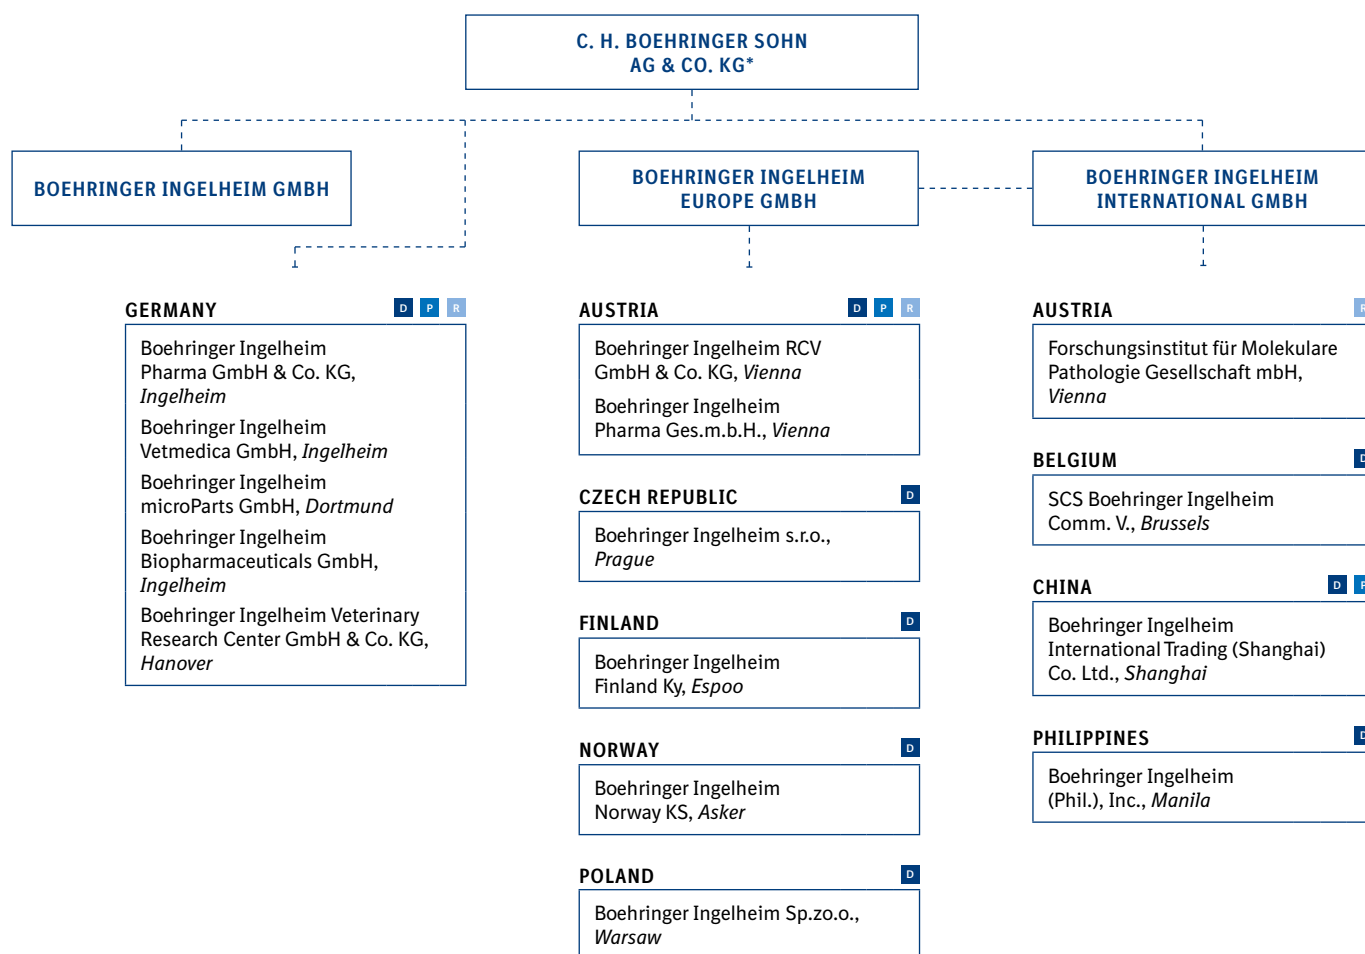 C. H. BOEHRINGER SOHN
AG & CO. KG*
BOEHRINGER INGELHEIM GMBH
BOEHRINGER INGELHEIM
EUROPE GMBH
BOEHRINGER INGELHEIM
INTERNATIONAL GMBH
GERMANY D P R
Boehringer Ingelheim
Pharma GmbH & Co. KG,
Ingelheim
Boehringer Ingelheim
Vetmedica GmbH, Ingelheim
Boehringer Ingelheim
microParts GmbH, Dortmund
Boehringer Ingelheim
Biopharmaceuticals GmbH,
Ingelheim
Boehringer Ingelheim Veterinary
Research Center GmbH & Co. KG,
Hanover
AUSTRIA D P R
Boehringer Ingelheim RCV
GmbH & Co. KG, Vienna
Boehringer Ingelheim
Pharma Ges.m.b.H., Vienna
CZECH REPUBLIC D
Boehringer Ingelheim s.r.o.,
Prague
FINLAND D
Boehringer Ingelheim
Finland Ky, Espoo
NORWAY D
Boehringer Ingelheim
Norway KS, Asker
POLAND D
Boehringer Ingelheim Sp.zo.o.,
Warsaw
AUSTRIA R
Forschungsinstitut für Molekulare
Pathologie Gesellschaft mbH,
Vienna
BELGIUM D
SCS Boehringer Ingelheim
Comm. V., Brussels
CHINA D P
Boehringer Ingelheim
International Trading (Shanghai)
Co. Ltd., Shanghai
PHILIPPINES D
Boehringer Ingelheim
(Phil.), Inc., Manila